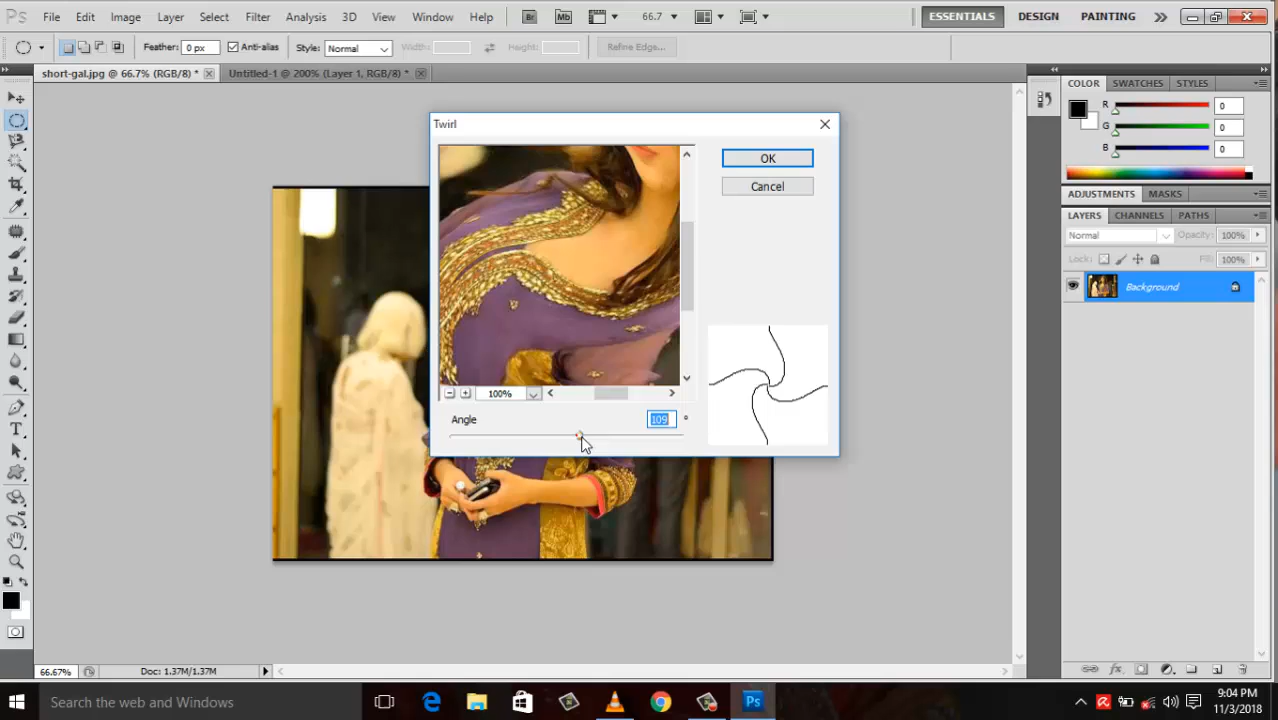 Ps File Edit Image Layer Select Filter Analysis 3D View Window Help Br Mb 66.7 ESSENTIALS DESIGN PAINTING
Feather: 0 px Anti-alias Style: Normal Width: Height: Refine Edge...
short-gal.jpg @ 66.7% (RGB/8) * Untitled-1 @ 200% (Layer 1, RGB/8) *
COLOR SWATCHES STYLES
R 0
G 0
B 0
ADJUSTMENTS MASKS
LAYERS CHANNELS PATHS
Normal Opacity: 100%
Lock: Fill: 100%
Background
Twirl
OK
Cancel
100%
Angle 109 °
66.67% Doc: 1.37M/1.37M
Search the web and Windows
Ps
9:04 PM
11/3/2018